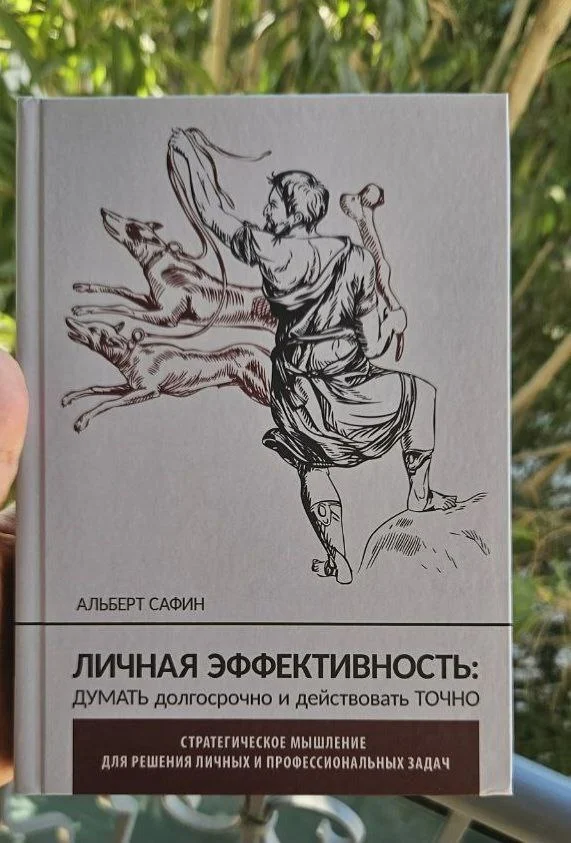 АЛЬБЕРТ САФИН
ЛИЧНАЯ ЭФФЕКТИВНОСТЬ:
ДУМАТЬ долгосрочно и действовать ТОЧНО
СТРАТЕГИЧЕСКОЕ МЫШЛЕНИЕ
ДЛЯ РЕШЕНИЯ ЛИЧНЫХ И ПРОФЕССИОНАЛЬНЫХ ЗАДАЧ